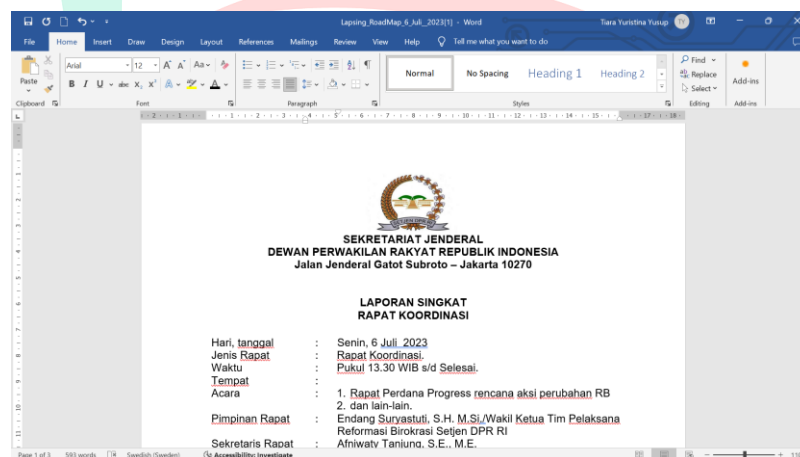 Lapsing_RoadMap_6_Juli_2023[1] - Word
Tiara Yuristina Yusup
TY
File Home Insert Draw Design Layout References Mailings Review View Help Tell me what you want to do
Paste
Arial 12
Normal No Spacing Heading 1 Heading 2
Find
Replace
Select
Add-ins
Clipboard Font Paragraph Styles Editing Add-ins
SETJEN DPR RI
SEKRETARIAT JENDERAL
DEWAN PERWAKILAN RAKYAT REPUBLIK INDONESIA
Jalan Jenderal Gatot Subroto – Jakarta 10270
LAPORAN SINGKAT
RAPAT KOORDINASI
Hari, tanggal : Senin, 6 Juli 2023
Jenis Rapat : Rapat Koordinasi.
Waktu : Pukul 13.30 WIB s/d Selesai.
Tempat :
Acara : 1. Rapat Perdana Progress rencana aksi perubahan RB
2. dan lain-lain.
Pimpinan Rapat : Endang Suryastuti, S.H. M.Si,/Wakil Ketua Tim Pelaksana
Reformasi Birokrasi Setjen DPR RI
Sekretaris Rapat : Afniwaty Tanjung, S.E., M.E.
Page 1 of 3 593 words Swedish (Sweden) Accessibility: Investigate